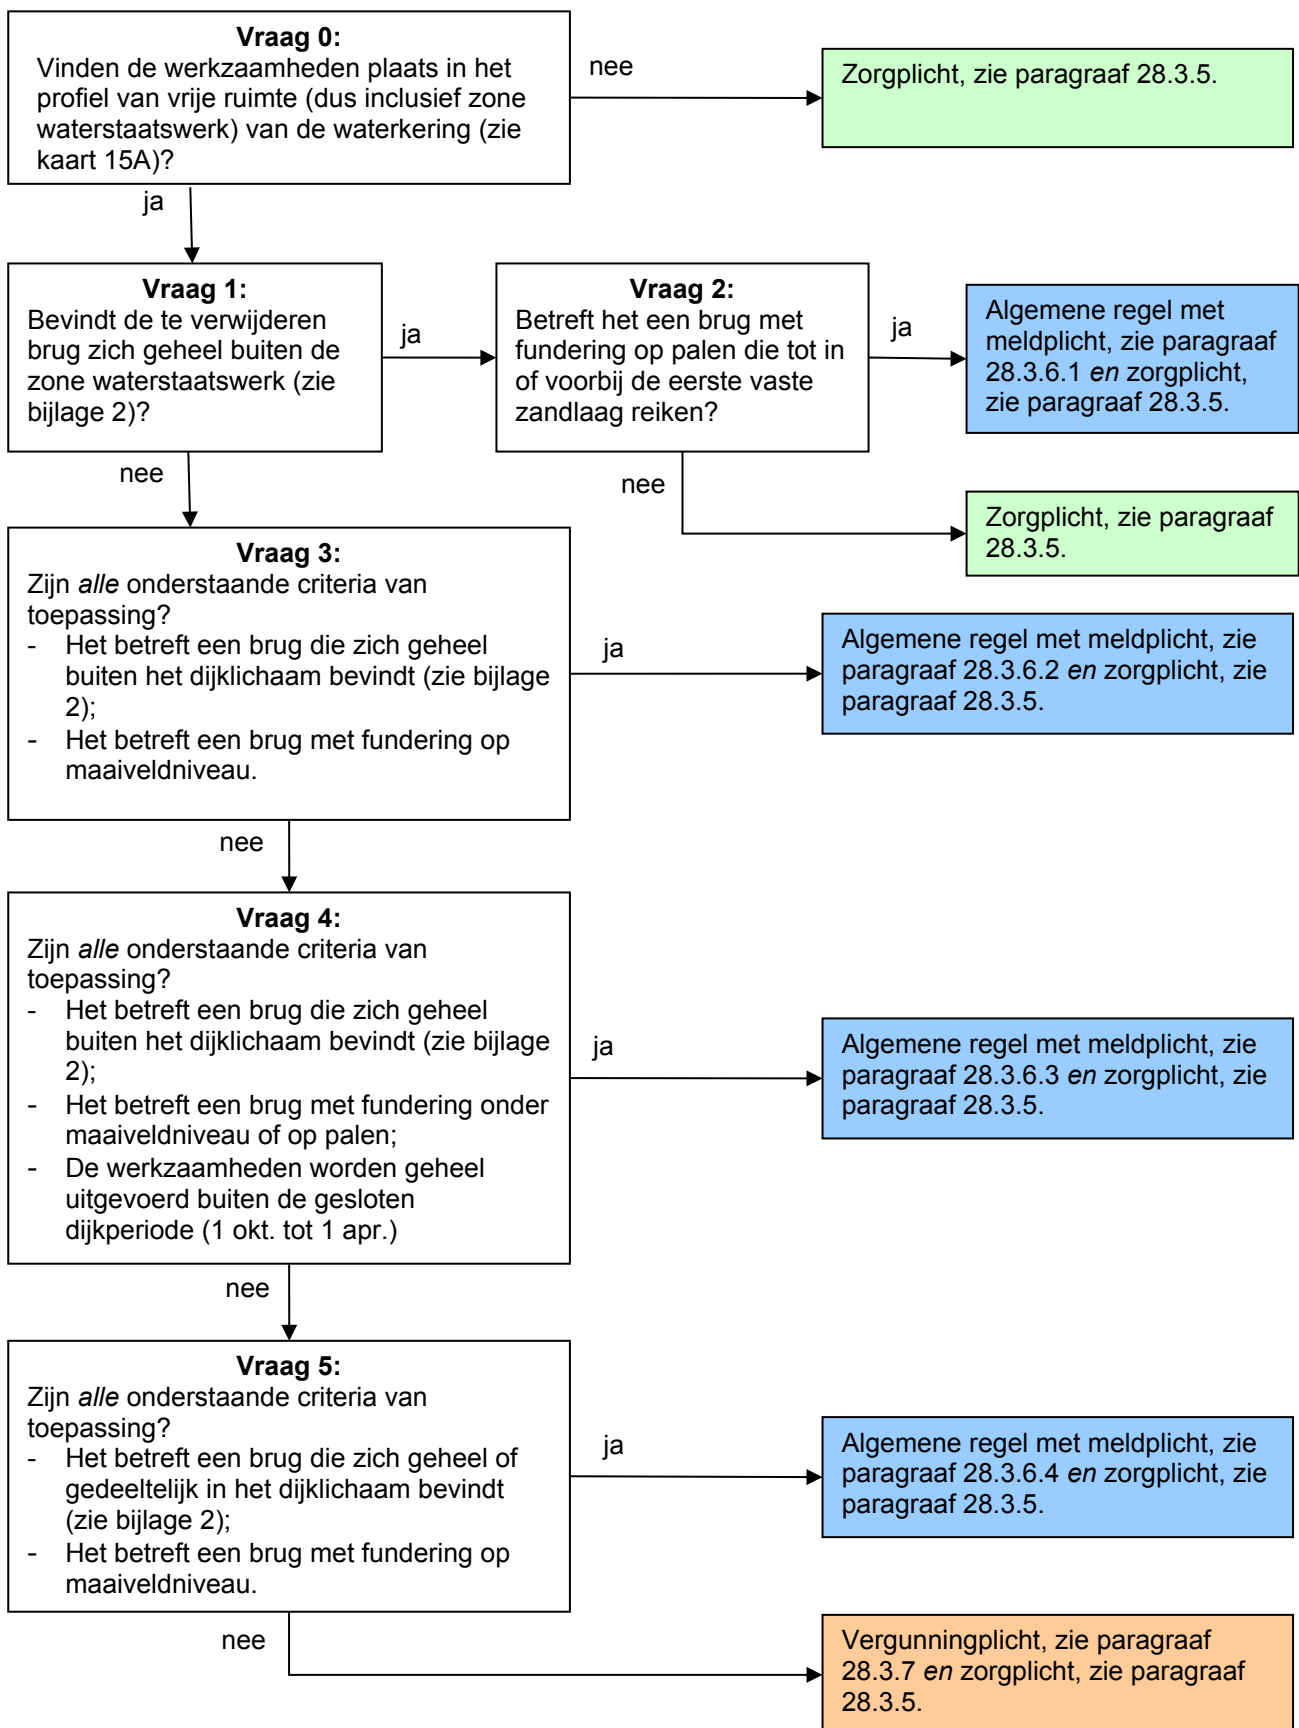 Vraag 0:
Vinden de werkzaamheden plaats in het
profiel van vrije ruimte (dus inclusief zone
waterstaatswerk) van de waterkering (zie
kaart 15A)?
nee
Zorgplicht, zie paragraaf 28.3.5.
ja
Vraag 1:
Bevindt de te verwijderen
brug zich geheel buiten de
zone waterstaatswerk (zie
bijlage 2)?
ja
Vraag 2:
Betreft het een brug met
fundering op palen die tot in
of voorbij de eerste vaste
zandlaag reiken?
ja
Algemene regel met
meldplicht, zie paragraaf
28.3.6.1 en zorgplicht,
zie paragraaf 28.3.5.
nee
nee
Zorgplicht, zie paragraaf
28.3.5.
Vraag 3:
Zijn alle onderstaande criteria van
toepassing?
- Het betreft een brug die zich geheel
buiten het dijklichaam bevindt (zie bijlage
2);
- Het betreft een brug met fundering op
maaiveldniveau.
ja
Algemene regel met meldplicht, zie
paragraaf 28.3.6.2 en zorgplicht, zie
paragraaf 28.3.5.
nee
Vraag 4:
Zijn alle onderstaande criteria van
toepassing?
- Het betreft een brug die zich geheel
buiten het dijklichaam bevindt (zie bijlage
2);
- Het betreft een brug met fundering onder
maaiveldniveau of op palen;
- De werkzaamheden worden geheel
uitgevoerd buiten de gesloten
dijkperiode (1 okt. tot 1 apr.)
ja
Algemene regel met meldplicht, zie
paragraaf 28.3.6.3 en zorgplicht, zie
paragraaf 28.3.5.
nee
Vraag 5:
Zijn alle onderstaande criteria van
toepassing?
- Het betreft een brug die zich geheel of
gedeeltelijk in het dijklichaam bevindt
(zie bijlage 2);
- Het betreft een brug met fundering op
maaiveldniveau.
ja
Algemene regel met meldplicht, zie
paragraaf 28.3.6.4 en zorgplicht, zie
paragraaf 28.3.5.
nee
Vergunningplicht, zie paragraaf
28.3.7 en zorgplicht, zie paragraaf
28.3.5.